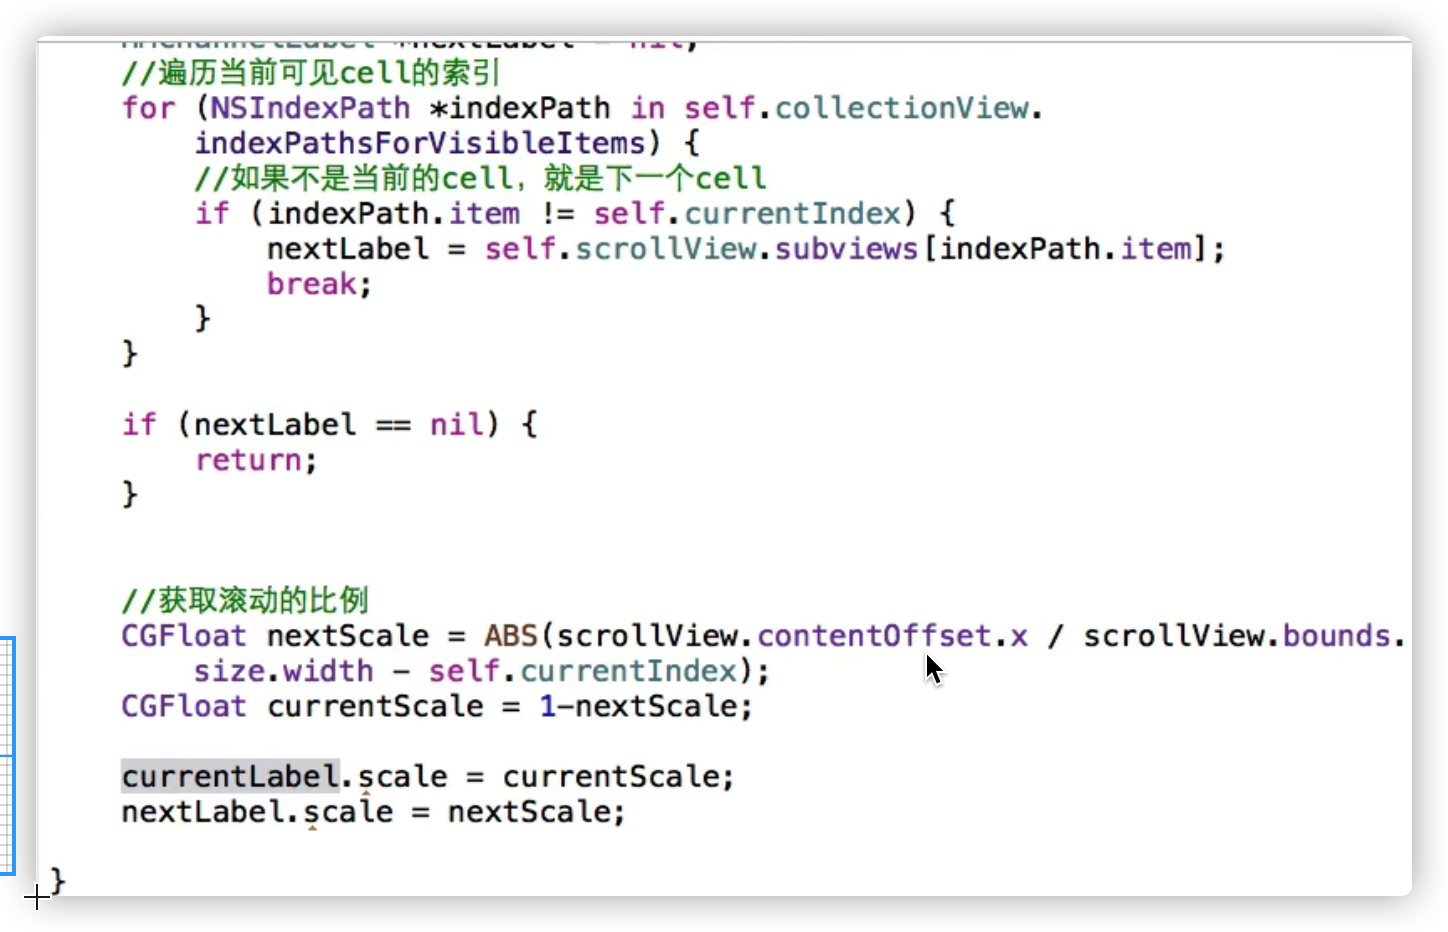 //遍历当前可见cell的索引
for (NSIndexPath *indexPath in self.collectionView.
indexPathsForVisibleItems) {
//如果不是当前的cell，就是下一个cell
if (indexPath.item != self.currentIndex) {
nextLabel = self.scrollView.subviews[indexPath.item];
break;
}
}
if (nextLabel == nil) {
return;
}
//获取滚动的比例
CGFloat nextScale = ABS(scrollView.contentOffset.x / scrollView.bounds.
size.width - self.currentIndex);
CGFloat currentScale = 1-nextScale;
currentLabel.scale = currentScale;
nextLabel.scale = nextScale;
}